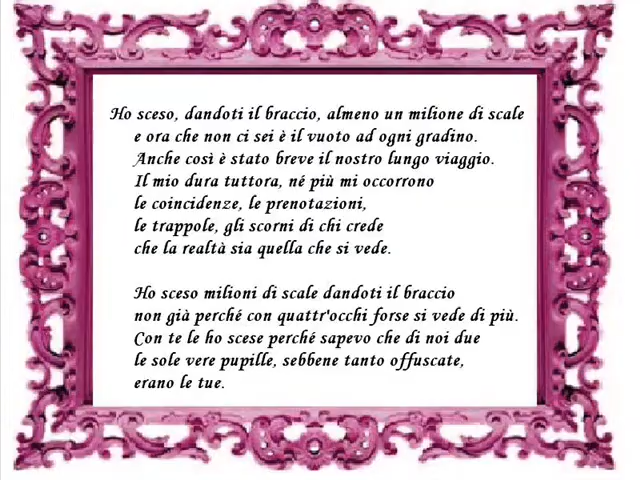 Ho sceso, dandoti il braccio, almeno un milione di scale
e ora che non ci sei è il vuoto ad ogni gradino.
Anche così è stato breve il nostro lungo viaggio.
Il mio dura tuttora, né più mi occorrono
le coincidenze, le prenotazioni,
le trappole, gli scorni di chi crede
che la realtà sia quella che si vede.
Ho sceso milioni di scale dandoti il braccio
non già perché con quattr'occhi forse si vede di più.
Con te le ho scese perché sapevo che di noi due
le sole vere pupille, sebbene tanto offuscate,
erano le tue.